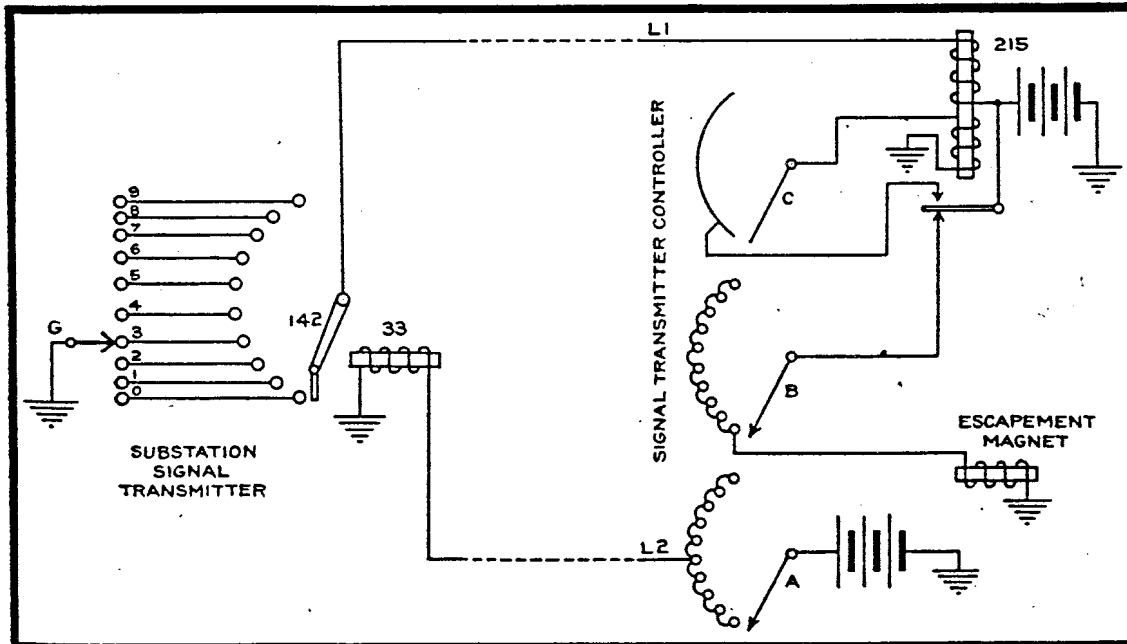 L1
215
SIGNAL TRANSMITTER CONTROLLER
C
9
8
7
6
5
4
3
2
1
0
G
142
33
B
ESCAPEMENT
MAGNET
SUBSTATION
SIGNAL
TRANSMITTER
L2
A